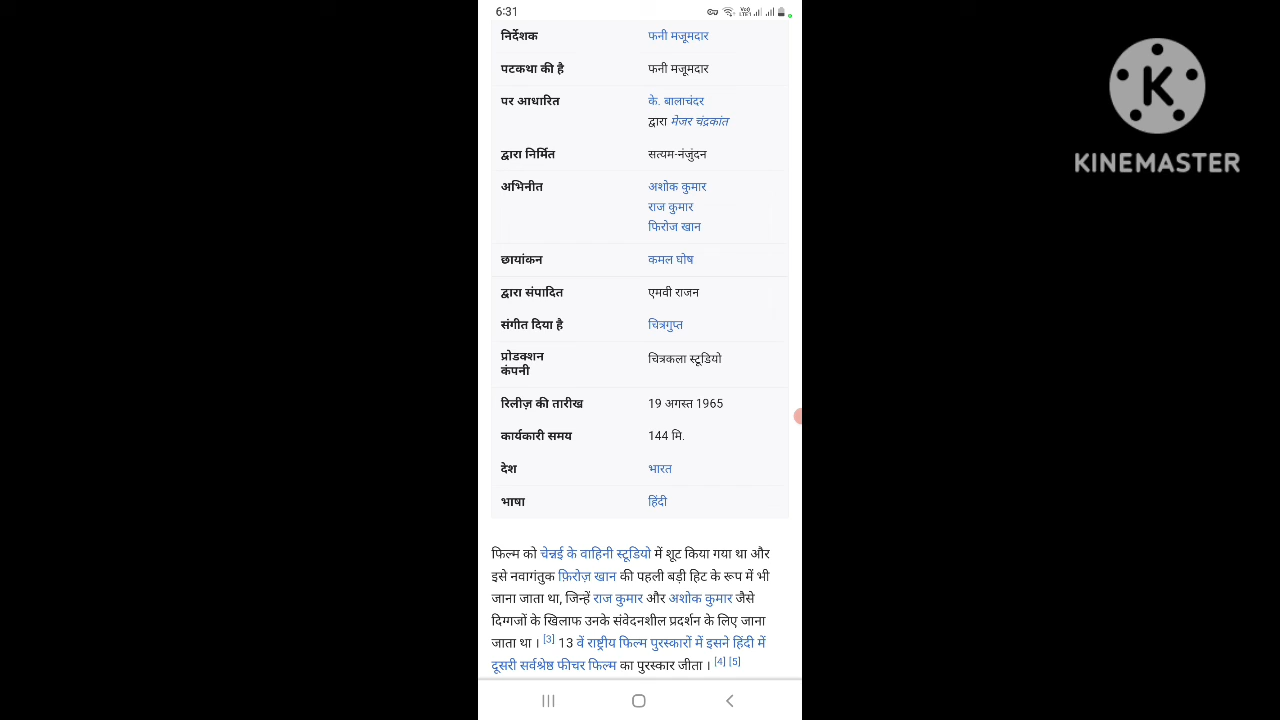 6:31
निर्देशक फनी मजूमदार
पटकथा की है फनी मजूमदार
पर आधारित के. बालाचंदर
द्वारा मेजर चंद्रकांत
द्वारा निर्मित सत्यम-नंजुंदन
अभिनीत अशोक कुमार
राज कुमार
फिरोज खान
छायांकन कमल घोष
द्वारा संपादित एमवी राजन
संगीत दिया है चित्रगुप्त
प्रोडक्शन
कंपनी चित्रकला स्टूडियो
रिलीज़ की तारीख 19 अगस्त 1965
कार्यकारी समय 144 मि.
देश भारत
भाषा हिंदी
फिल्म को चेन्नई के वाहिनी स्टूडियो में शूट किया गया था और
इसे नवागंतुक फ़िरोज़ खान की पहली बड़ी हिट के रूप में भी
जाना जाता था, जिन्हें राज कुमार और अशोक कुमार जैसे
दिग्गजों के खिलाफ उनके संवेदनशील प्रदर्शन के लिए जाना
जाता था । [3] 13 वें राष्ट्रीय फिल्म पुरस्कारों में इसने हिंदी में
दूसरी सर्वश्रेष्ठ फीचर फिल्म का पुरस्कार जीता । [4] [5]
K
KINEMASTER